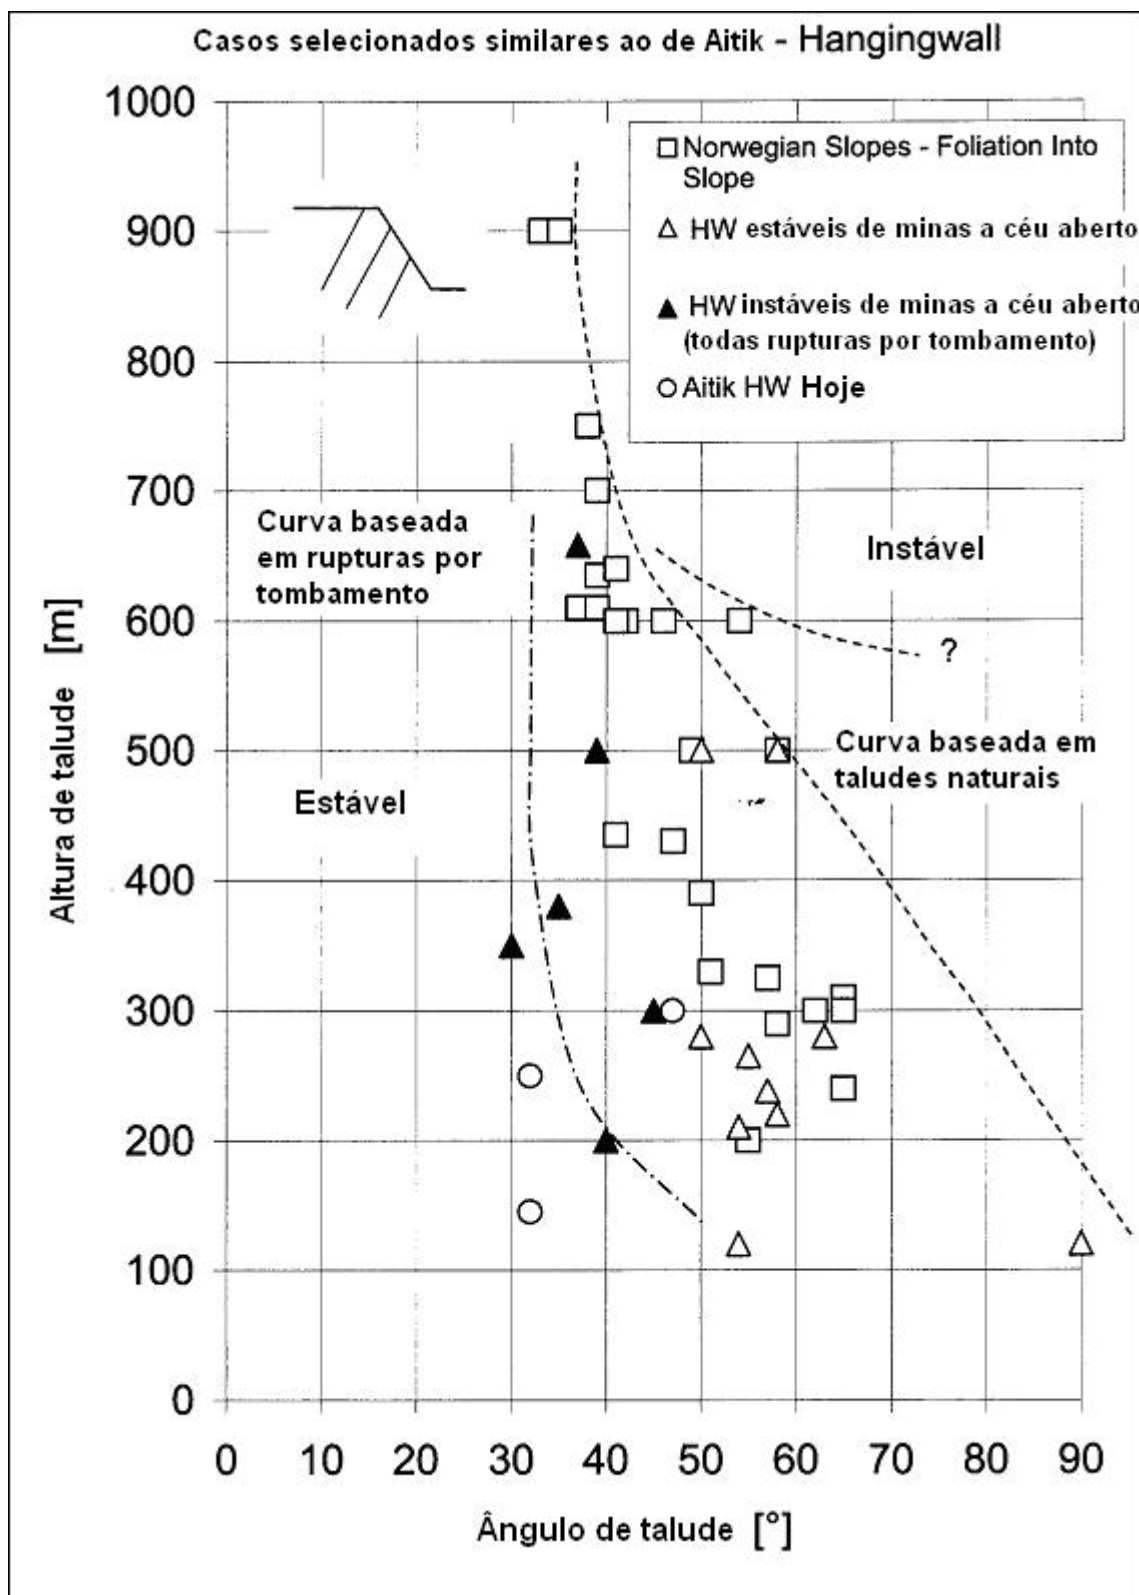 Casos selecionados similares ao de Aitik - Hangingwall
1000
900
800
700
600
500
400
300
200
100
0
Altura de talude [m]
Norwegian Slopes - Foliation Into
Slope
HW estáveis de minas a céu aberto
HW instáveis de minas a céu aberto
(todas rupturas por tombamento)
Aitik HW Hoje
Curva baseada
em rupturas por
tombamento
Instável
?
Curva baseada em
taludes naturais
Estável
0 10 20 30 40 50 60 70 80 90
Ângulo de talude [°]